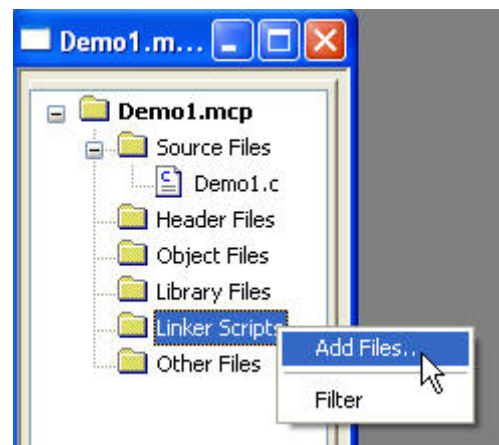 Demo1.m...
Demo1.mcp
Source Files
Demo1.c
Header Files
Object Files
Library Files
Linker Scripts
Add Files...
Other Files
Filter